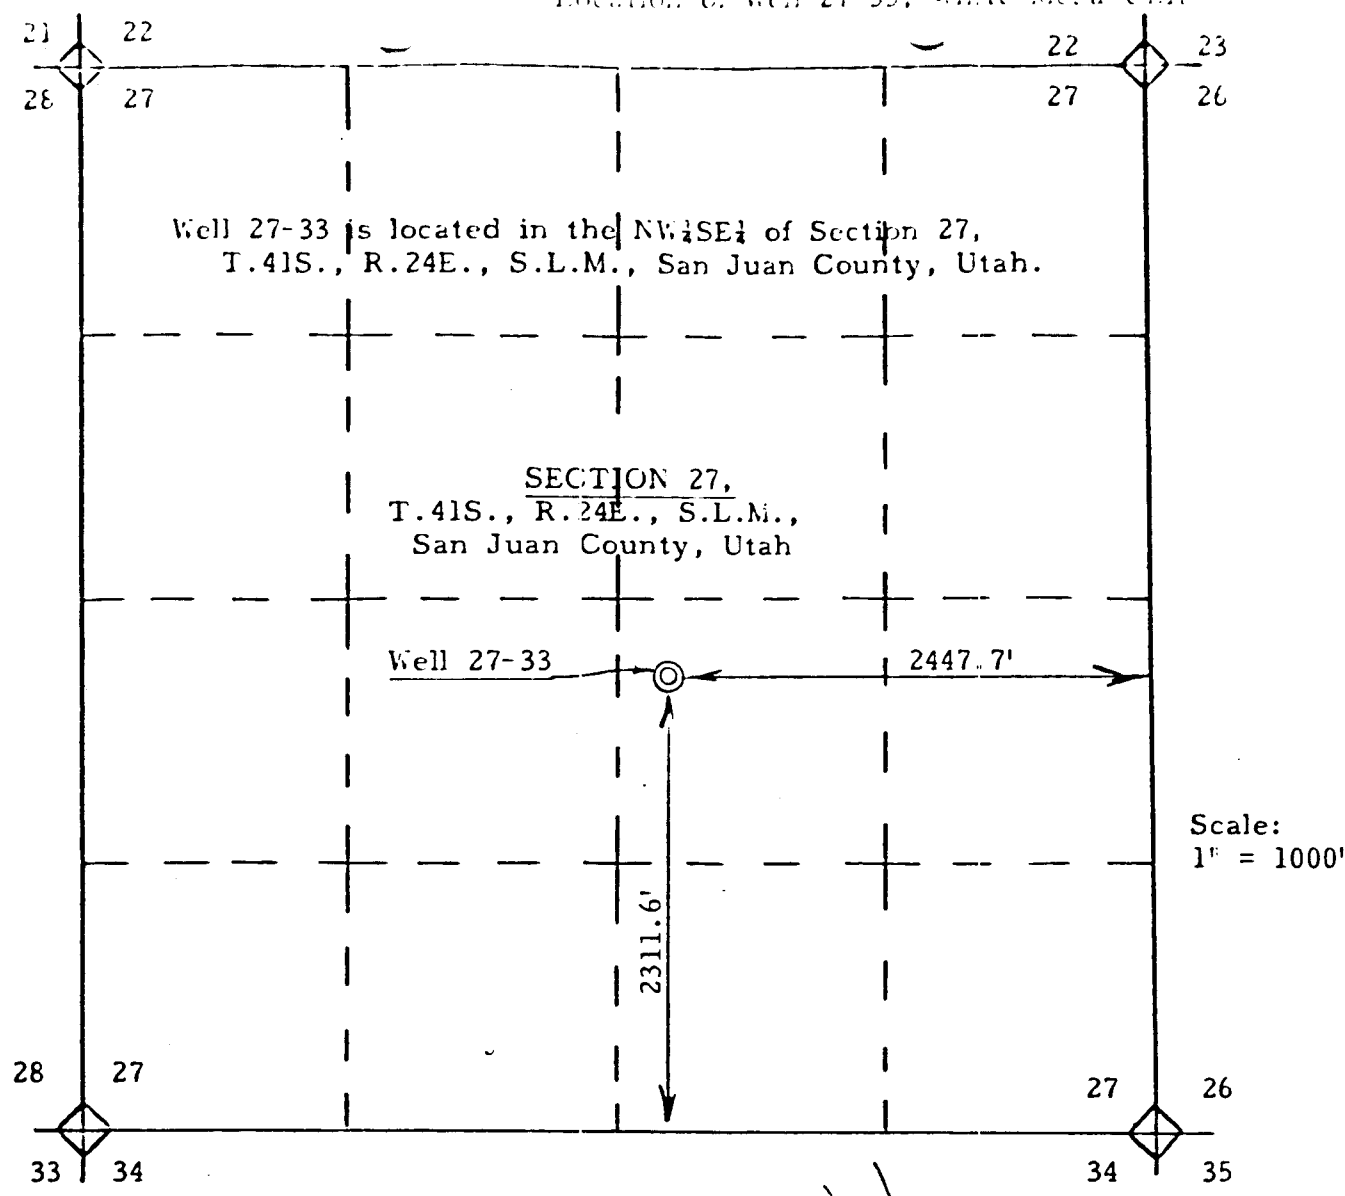 21 22
22 23
28 27
27 26
Well 27-33 is located in the NW¼SE¼ of Section 27,
T.41S., R.24E., S.L.M., San Juan County, Utah.
SECTION 27,
T.41S., R.24E., S.L.M.,
San Juan County, Utah
Well 27-33
2447.7'
Scale:
1" = 1000'
2311.6'
28 27
27 26
33 34
34 35